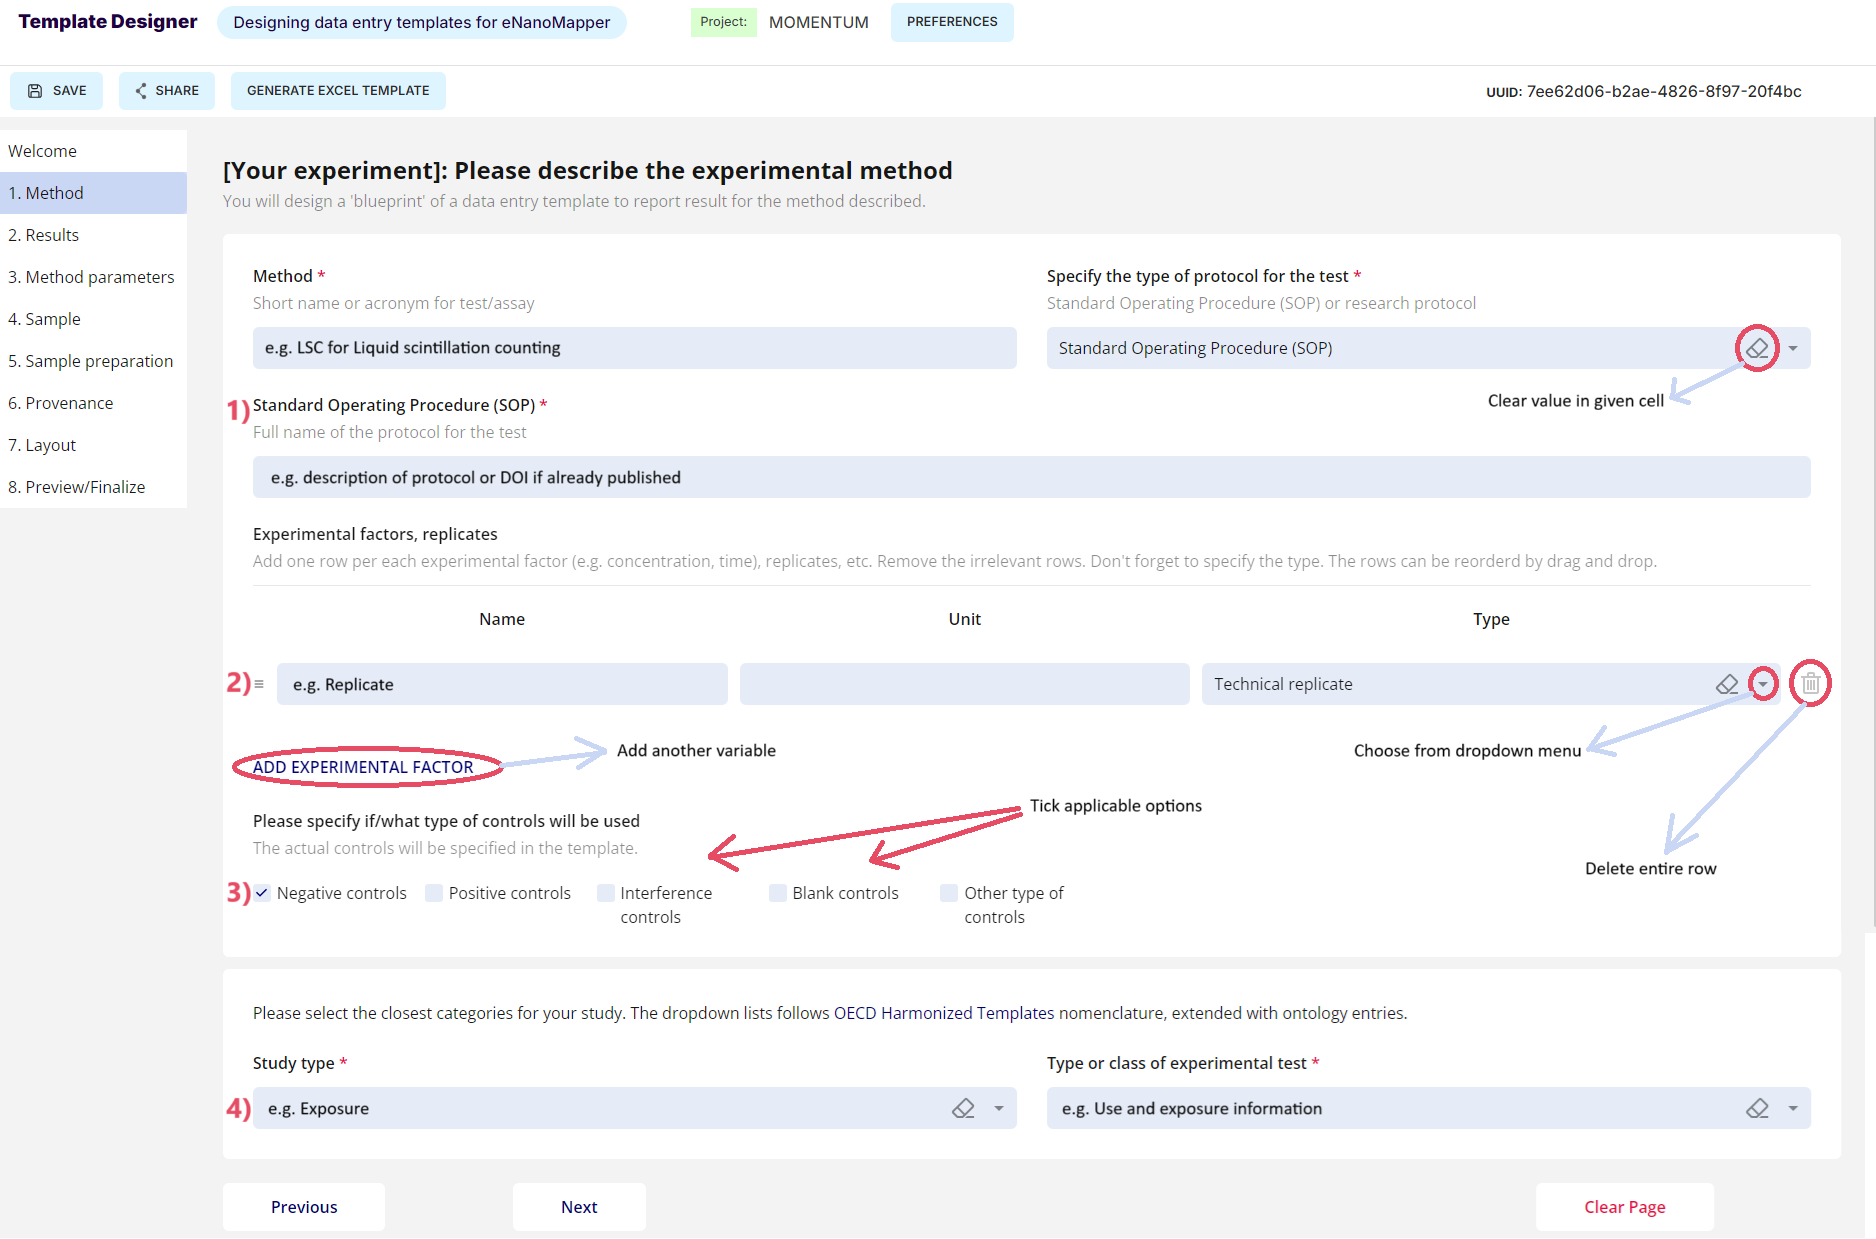 Template Designer
Designing data entry templates for eNanoMapper
Project:
MOMENTUM
PREFERENCES
SAVE
SHARE
GENERATE EXCEL TEMPLATE
UUID: 7ee62d06-b2ae-4826-8f97-20f4bc
Welcome
1. Method
2. Results
3. Method parameters
4. Sample
5. Sample preparation
6. Provenance
7. Layout
8. Preview/Finalize
[Your experiment]: Please describe the experimental method
You will design a 'blueprint' of a data entry template to report result for the method described.
Method *
Short name or acronym for test/assay
e.g. LSC for Liquid scintillation counting
Specify the type of protocol for the test *
Standard Operating Procedure (SOP) or research protocol
Standard Operating Procedure (SOP)
Clear value in given cell
1) Standard Operating Procedure (SOP) *
Full name of the protocol for the test
e.g. description of protocol or DOI if already published
Experimental factors, replicates
Add one row per each experimental factor (e.g. concentration, time), replicates, etc. Remove the irrelevant rows. Don't forget to specify the type. The rows can be reorderd by drag and drop.
Name
Unit
Type
2)
e.g. Replicate
Technical replicate
ADD EXPERIMENTAL FACTOR
Add another variable
Choose from dropdown menu
Delete entire row
Tick applicable options
Please specify if/what type of controls will be used
The actual controls will be specified in the template.
3)
Negative controls
Positive controls
Interference
controls
Blank controls
Other type of
controls
Please select the closest categories for your study. The dropdown lists follows OECD Harmonized Templates nomenclature, extended with ontology entries.
Study type *
4)
e.g. Exposure
Type or class of experimental test *
e.g. Use and exposure information
Previous
Next
Clear Page